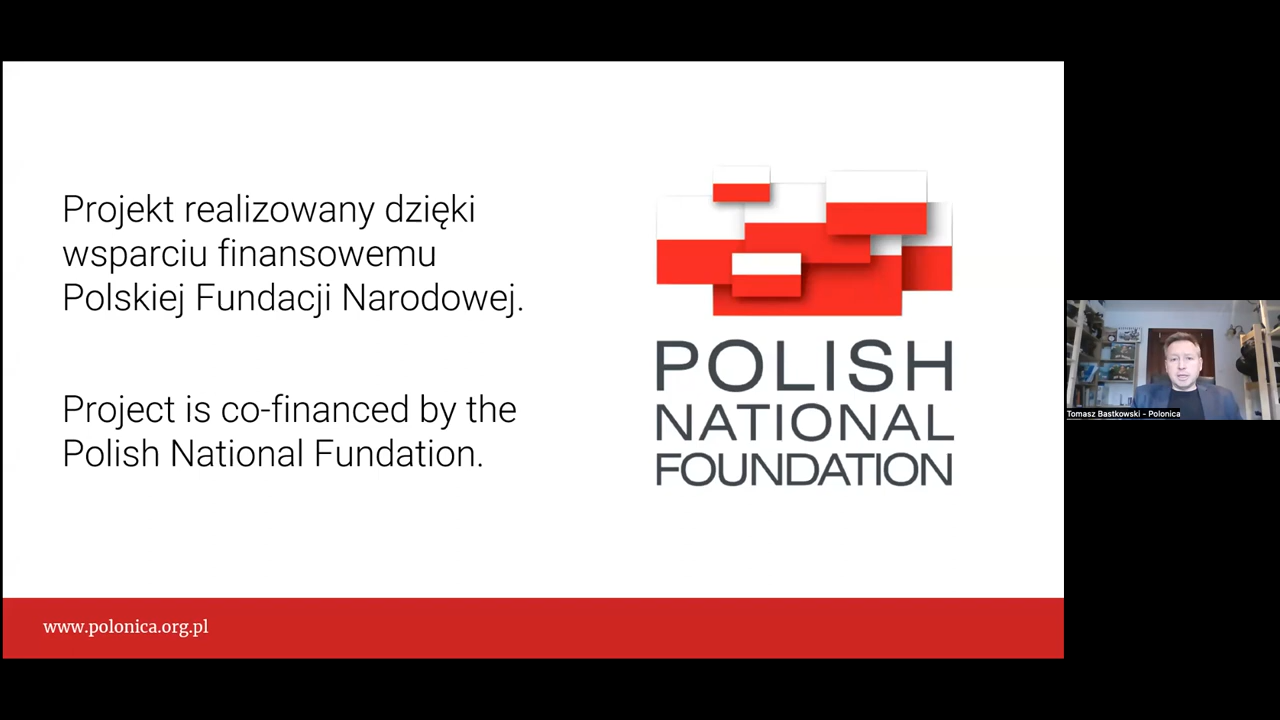 Projekt realizowany dzięki
wsparciu finansowemu
Polskiej Fundacji Narodowej.
Project is co-financed by the
Polish National Fundation.
POLISH
NATIONAL
FOUNDATION
www.polonica.org.pl
Tomasz Bastkowski - Polonica